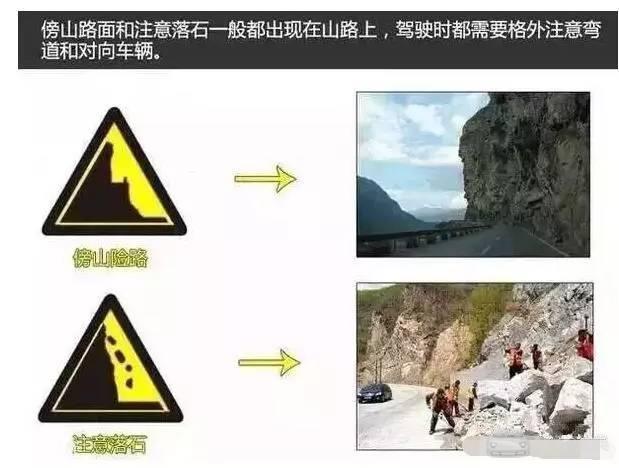 傍山路面和注意落石一般都出现在山路上，驾驶时都需要格外注意弯
道和对向车辆。
傍山险路
注意落石